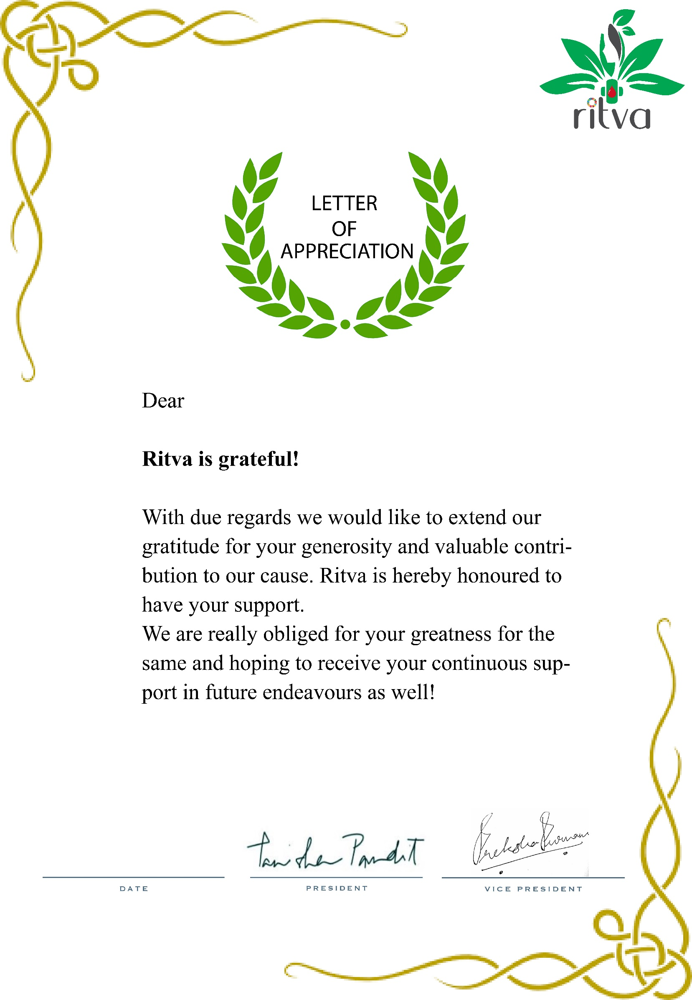 ritva
LETTER
OF
APPRECIATION
Dear
Ritva is grateful!
With due regards we would like to extend our
gratitude for your generosity and valuable contri-
bution to our cause. Ritva is hereby honoured to
have your support.
We are really obliged for your greatness for the
same and hoping to receive your continuous sup-
port in future endeavours as well!
Tanisha Pandit
Preksha
DATE
PRESIDENT
VICE PRESIDENT